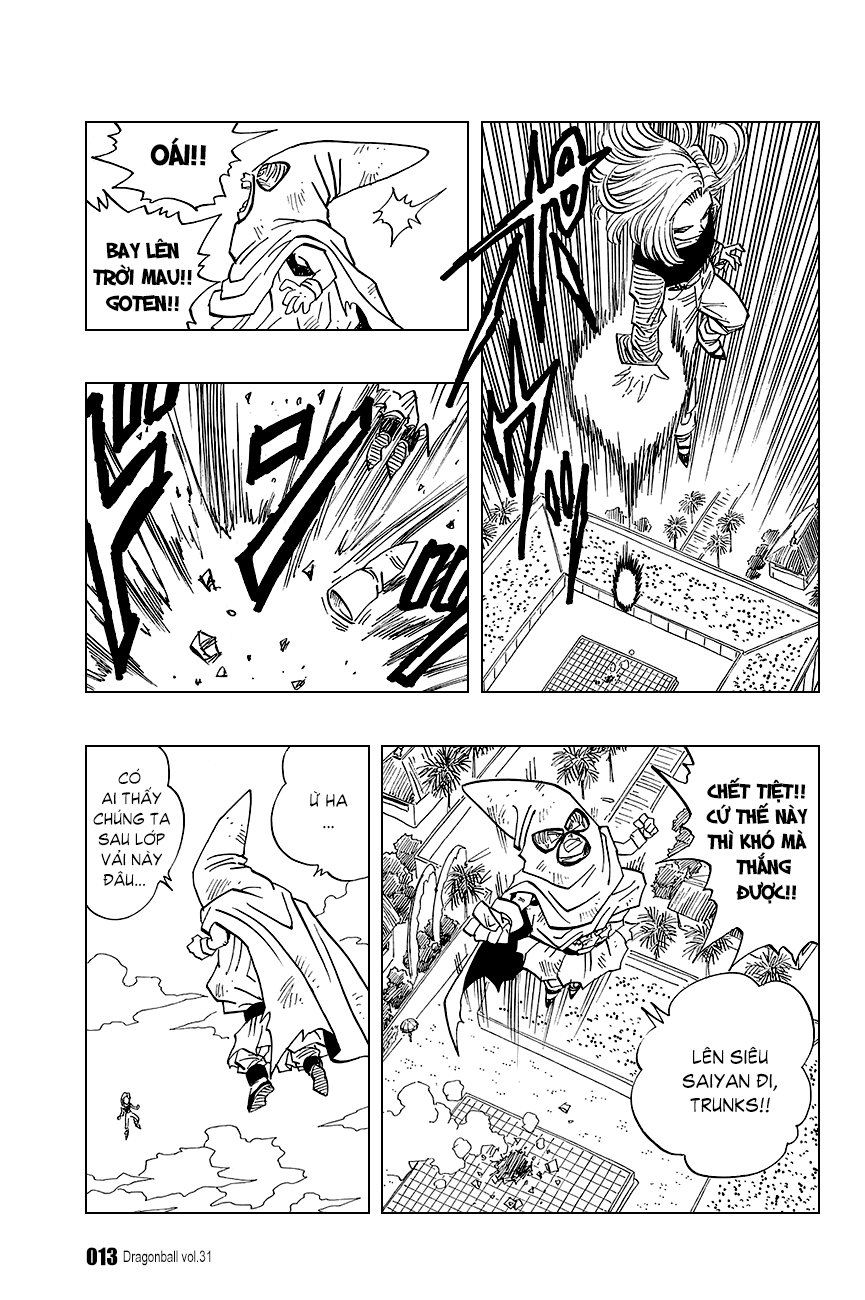 OÁI!!
BAY LÊN
TRỜI MAU!!
GOTEN!!
CHẾT TIỆT!!
CỨ THẾ NÀY
THÌ KHÓ MÀ
THẮNG
ĐƯỢC!!
LÊN SIÊU
SAIYAN ĐI,
TRUNKS!!
Ừ HA
...
CÓ
AI THẤY
CHÚNG TA
SAU LỚP
VẢI NÀY
ĐÂU...
013 Dragonball vol.31